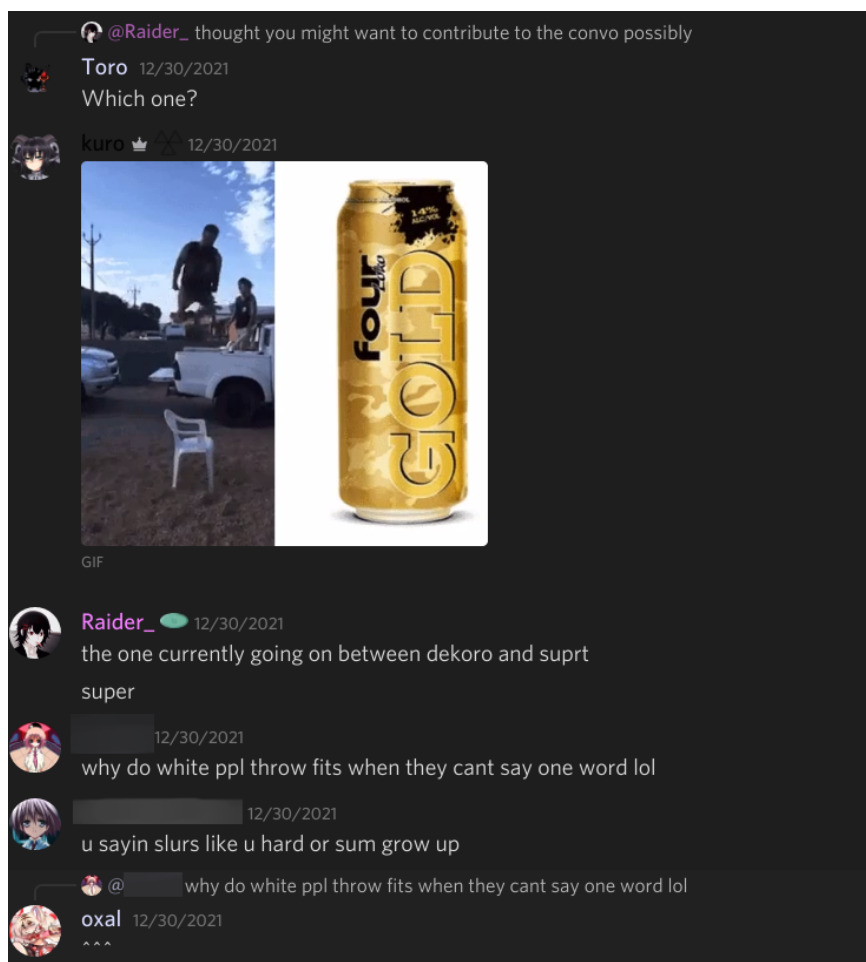 @Raider_ thought you might want to contribute to the convo possibly
Toro 12/30/2021
Which one?
kuro 12/30/2021
14%
ALC/VOL
four
LOKO
GOLD
GIF
Raider_ 12/30/2021
the one currently going on between dekoro and suprt
super
12/30/2021
why do white ppl throw fits when they cant say one word lol
12/30/2021
u sayin slurs like u hard or sum grow up
@ why do white ppl throw fits when they cant say one word lol
oxal 12/30/2021
^^^